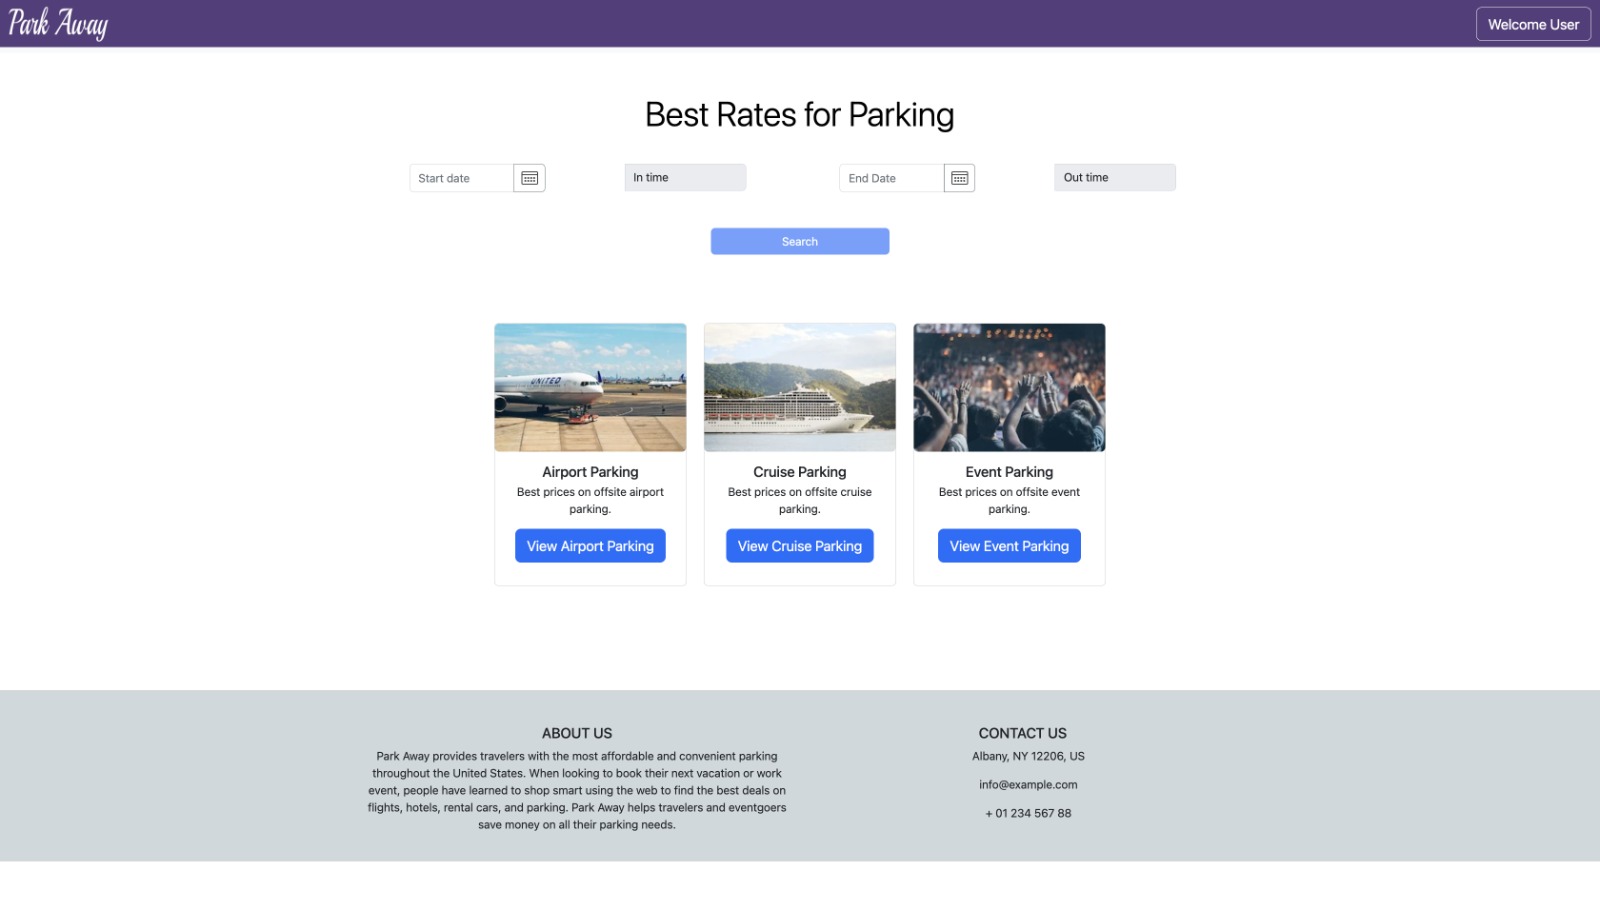 Park Away
Welcome User
Best Rates for Parking
Start date
In time
End Date
Out time
Search
UNITED
Airport Parking
Best prices on offsite airport
parking.
View Airport Parking
Cruise Parking
Best prices on offsite cruise
parking.
View Cruise Parking
Event Parking
Best prices on offsite event
parking.
View Event Parking
ABOUT US
Park Away provides travelers with the most affordable and convenient parking
throughout the United States. When looking to book their next vacation or work
event, people have learned to shop smart using the web to find the best deals on
flights, hotels, rental cars, and parking. Park Away helps travelers and eventgoers
save money on all their parking needs.
CONTACT US
Albany, NY 12206, US
info@example.com
+ 01 234 567 88